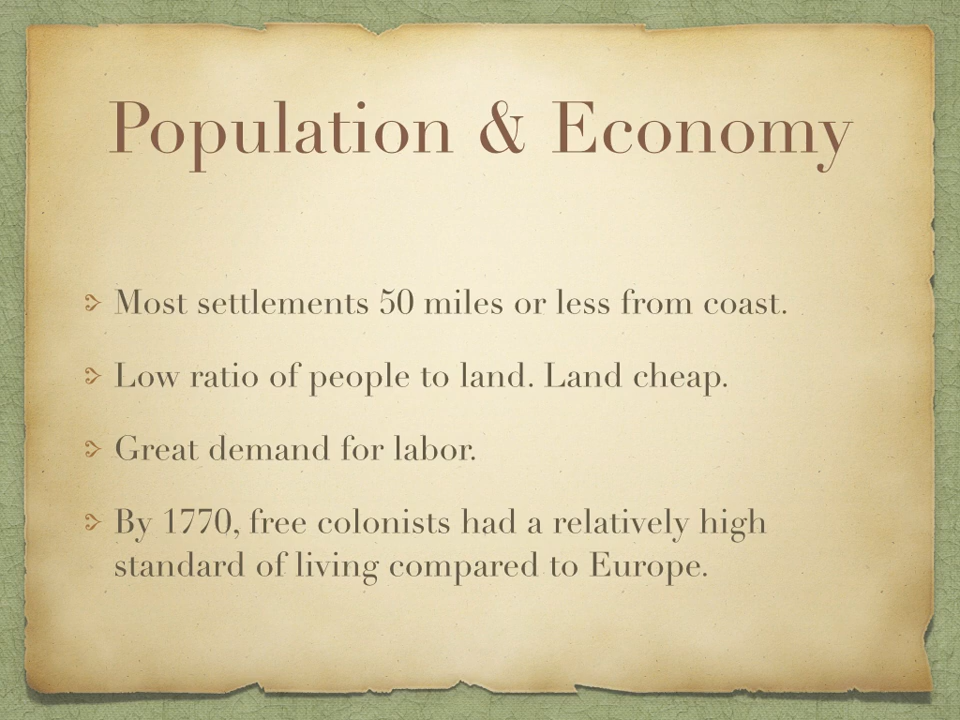 Population & Economy
Most settlements 50 miles or less from coast.
Low ratio of people to land. Land cheap.
Great demand for labor.
By 1770, free colonists had a relatively high
standard of living compared to Europe.